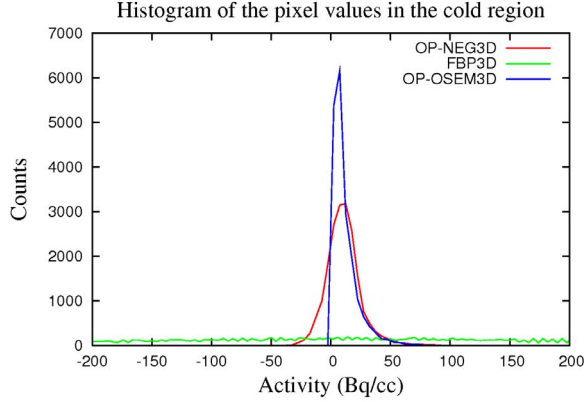 Histogram of the pixel values in the cold region
7000
6000
5000
4000
3000
2000
1000
0
Counts
OP-NEG3D
FBP3D
OP-OSEM3D
-200 -150 -100 -50 0 50 100 150 200
Activity (Bq/cc)